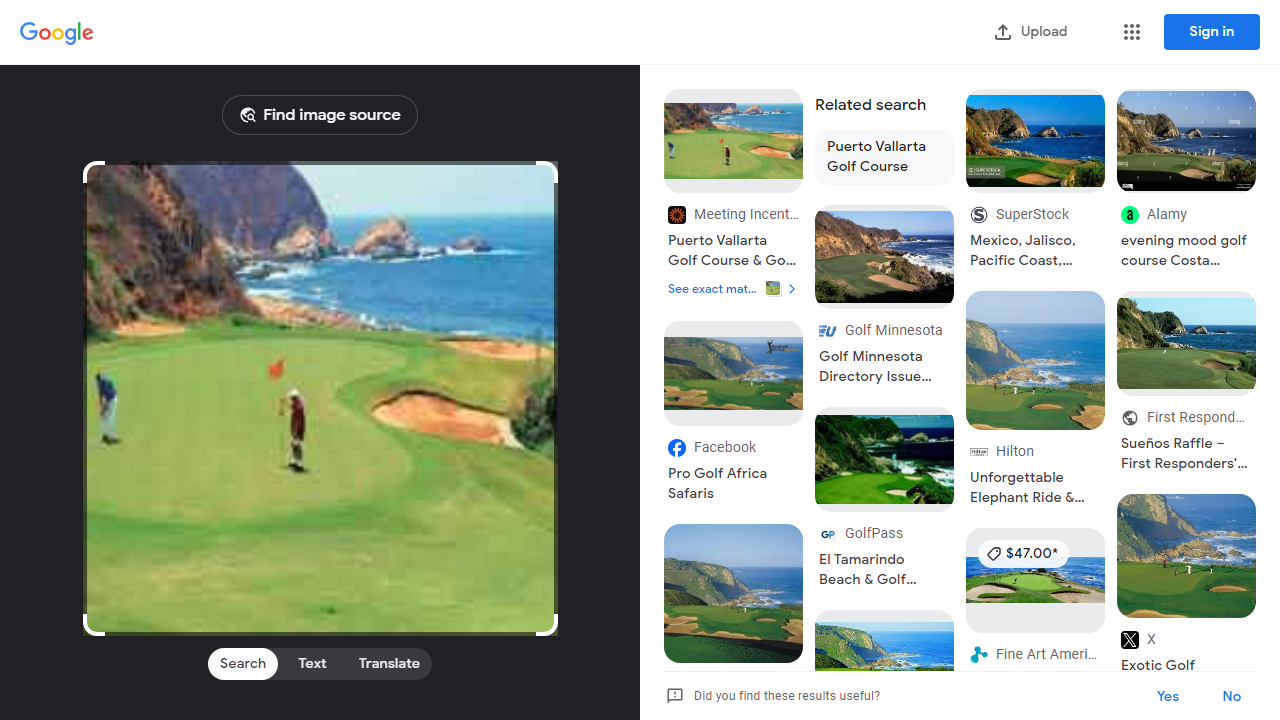 Google
Upload
Sign in
Find image source
Search
Text
Translate
Meeting Incent...
Puerto Vallarta
Golf Course & Go...
See exact mat...
Facebook
Pro Golf Africa
Safaris
Related search
Puerto Vallarta
Golf Course
Golf Minnesota
Golf Minnesota
Directory Issue...
GolfPass
El Tamarindo
Beach & Golf...
SUPERSTOCK
SuperStock
Mexico, Jalisco,
Pacific Coast,...
Hilton
Unforgettable
Elephant Ride &...
$47.00*
Fine Art Ameri...
Alamy
evening mood golf
course Costa...
First Respond...
Sueños Raffle –
First Responders'...
X
Exotic Golf
Did you find these results useful?
Yes
No